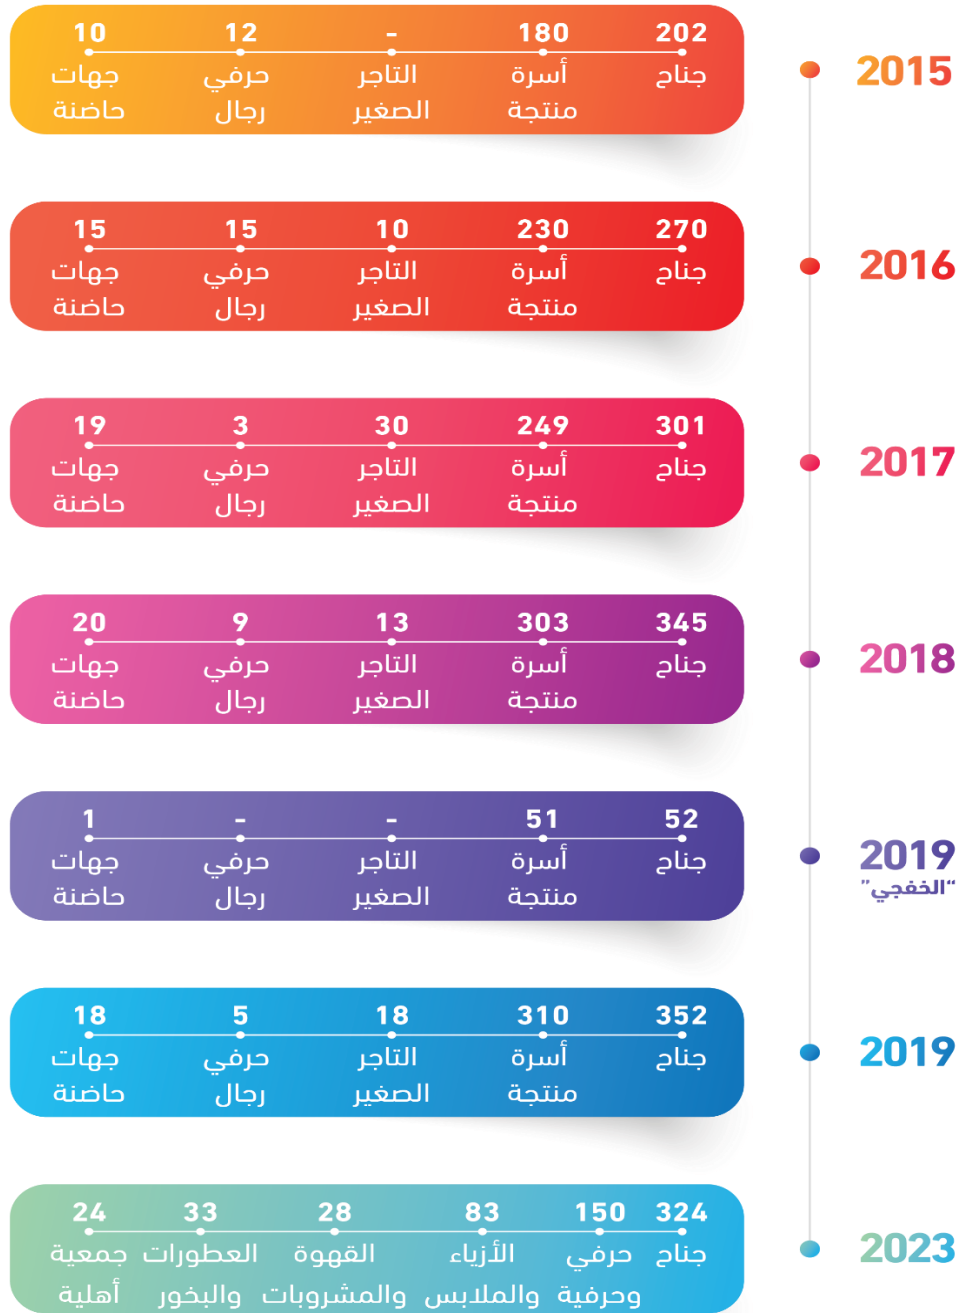 2015
202 180 - 12 10
جناح أسرة التاجر حرفي جهات
منتجة الصغير رجال حاضنة
2016
270 230 10 15 15
جناح أسرة التاجر حرفي جهات
منتجة الصغير رجال حاضنة
2017
301 249 30 3 19
جناح أسرة التاجر حرفي جهات
منتجة الصغير رجال حاضنة
2018
345 303 13 9 20
جناح أسرة التاجر حرفي جهات
منتجة الصغير رجال حاضنة
2019
“الخفجي”
52 51 - - 1
جناح أسرة التاجر حرفي جهات
منتجة الصغير رجال حاضنة
2019
352 310 18 5 18
جناح أسرة التاجر حرفي جهات
منتجة الصغير رجال حاضنة
2023
324 150 83 28 33 24
جناح حرفي الأزياء القهوة العطورات جمعية
وحرفية والملابس والمشروبات والبخور أهلية